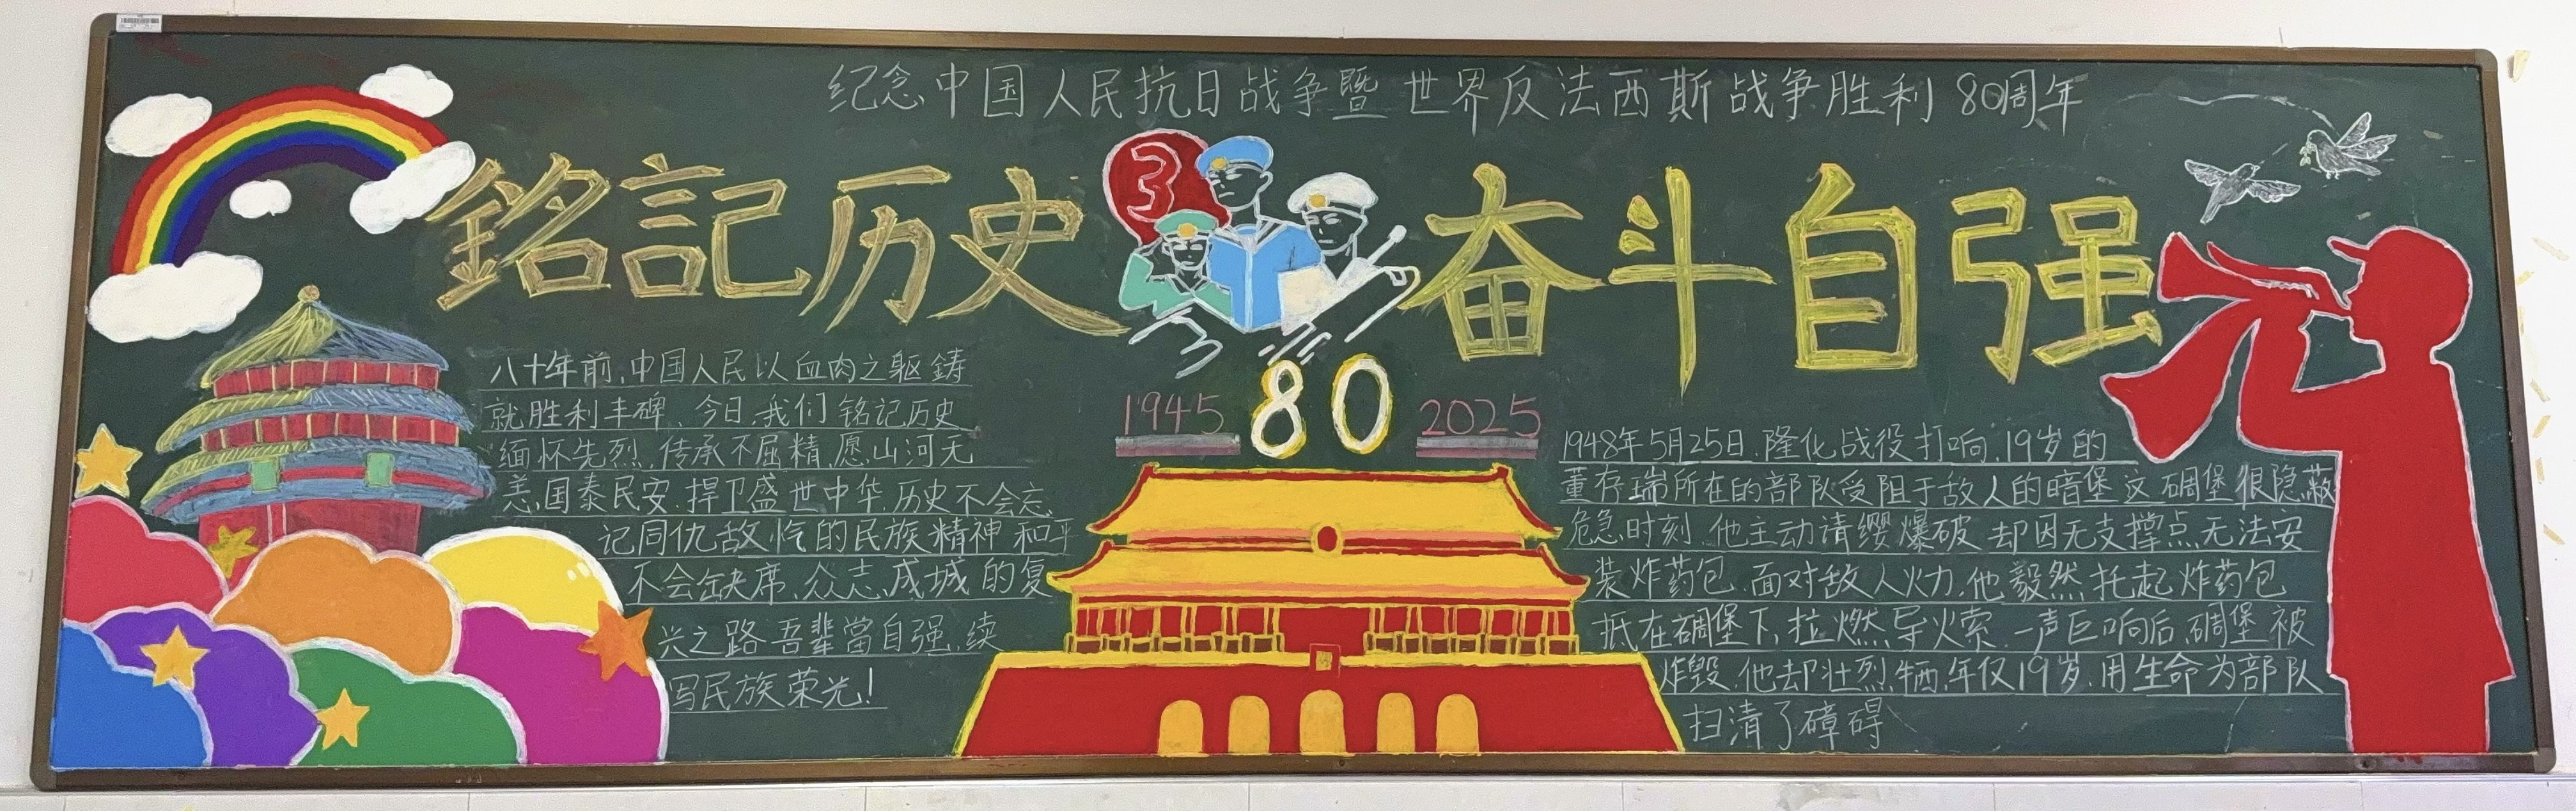 纪念中国人民抗日战争暨世界反法西斯战争胜利80周年
銘記历史
奋斗自强
3
80
1945
2025
八十年前,中国人民以血肉之躯鋳
就胜利丰碑、今日,我们铭记历史
缅怀先烈,传承不屈精,愿山河无
恙,国泰民安.捍卫盛世中华.历史不会忘
记同仇敌忾的民族精神和平
不会缺席,众志成城的复
兴之路吾辈當自强,续
写民族荣光!
1948年5月25日.隆化战役打响.19岁的
董存瑞所在的部队受阻于敌人的暗堡这碉堡很隐蔽
危急时刻.他主动请缨爆破却因无支撑点无法安
装炸药包.面对敌人火力.他毅然托起炸药包
抵在碉堡下,拉燃导火索.一声巨响后,碉堡被
炸毁.他却壮烈牺,年仅19岁.用生命为部队
扫清了碍碍